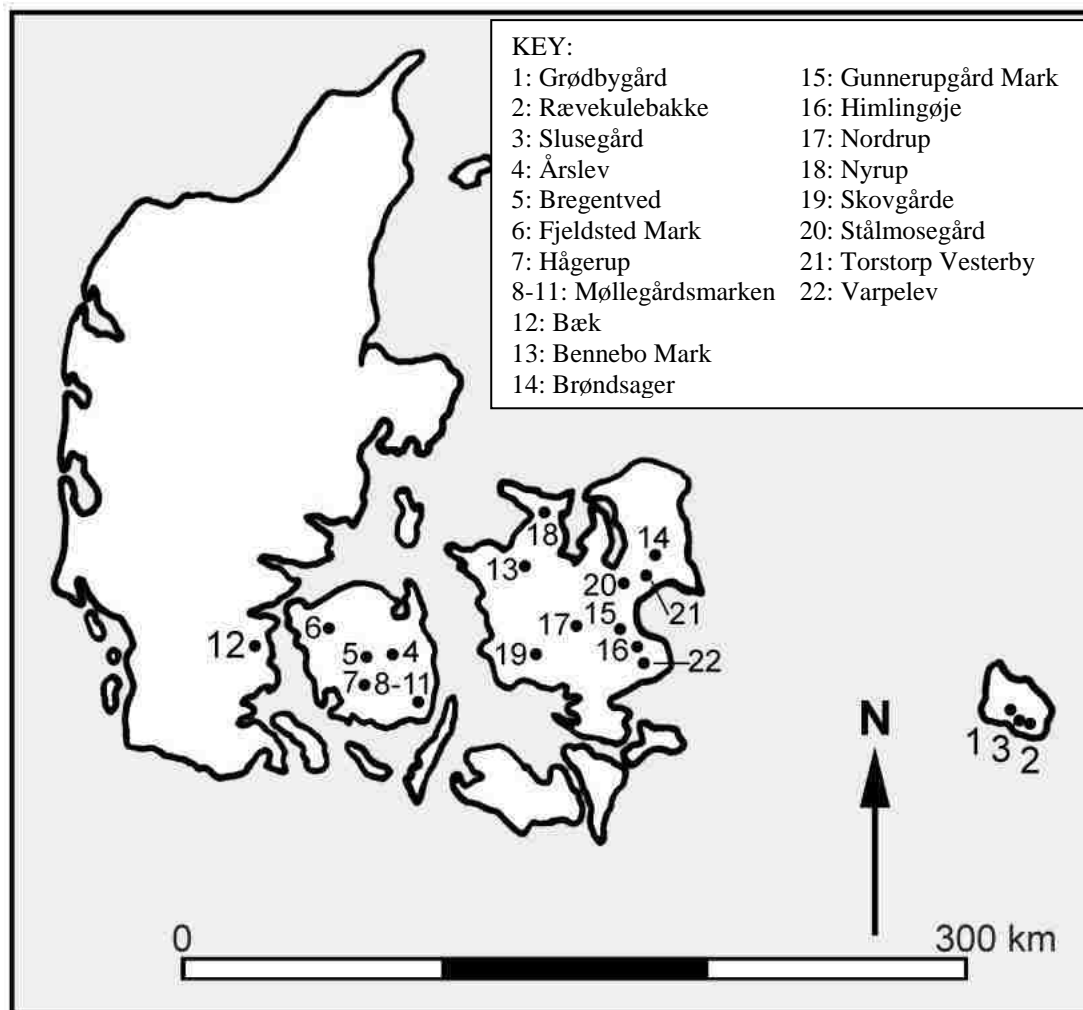 KEY:
1: Grødbygård
2: Rævekulebakke
3: Slusegård
4: Årslev
5: Bregentved
6: Fjeldsted Mark
7: Hågerup
8-11: Møllegårdsmarken
12: Bæk
13: Bennebo Mark
14: Brøndsager
15: Gunnerupgård Mark
16: Himlingøje
17: Nordrup
18: Nyrup
19: Skovgårde
20: Stålmosegård
21: Torstorp Vesterby
22: Varpelev
18
14
13
20
21
6
17
15
12
5
4
19
16
22
7
8-11
N
1
3
2
0
300 km